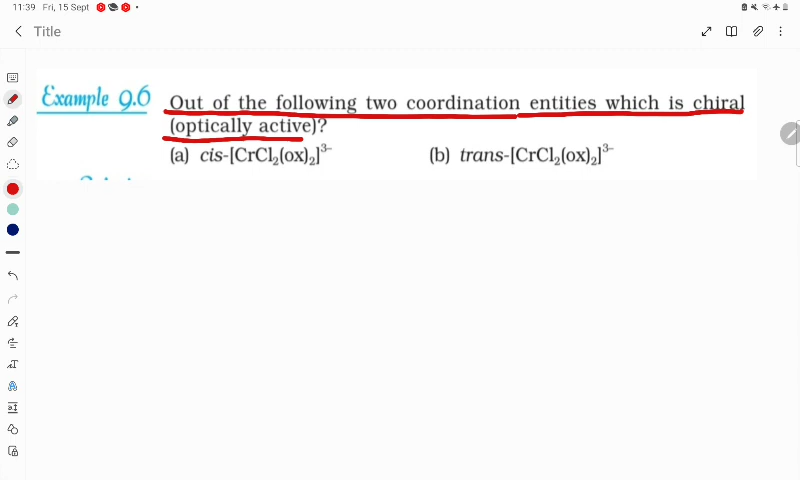 11:39 Fri, 15 Sept
Title
Example 9.6
Out of the following two coordination entities which is chiral
(optically active)?
(a) cis-[CrCl₂(ox)₂]³⁻
(b) trans-[CrCl₂(ox)₂]³⁻